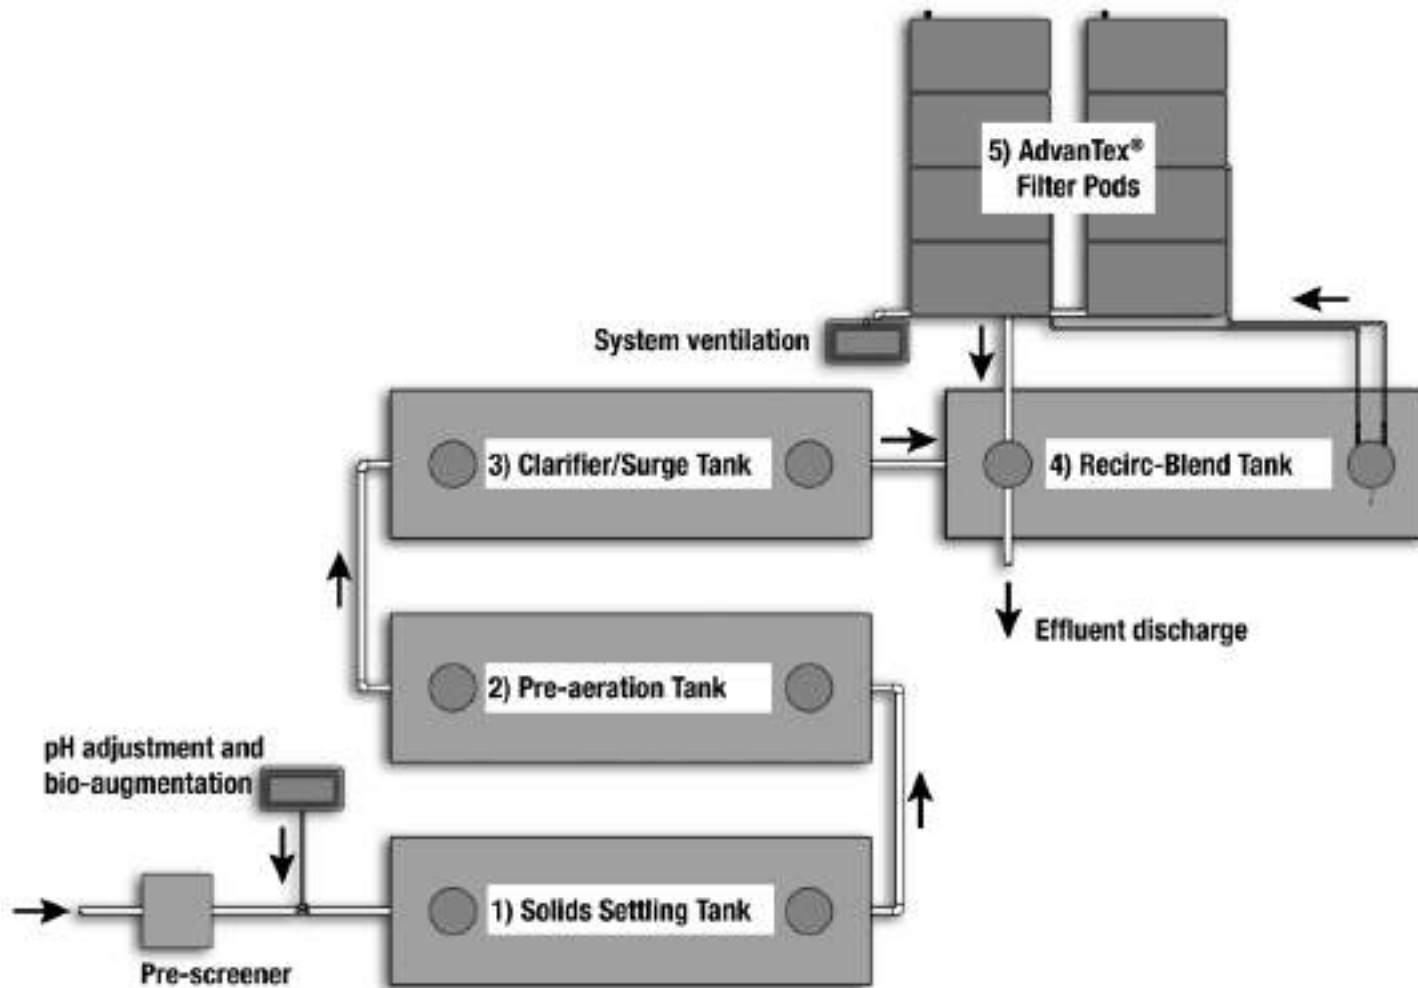 5) AdvanTex®
Filter Pods
System ventilation
3) Clarifier/Surge Tank
4) Recirc-Blend Tank
Effluent discharge
2) Pre-aeration Tank
pH adjustment and
bio-augmentation
1) Solids Settling Tank
Pre-screener